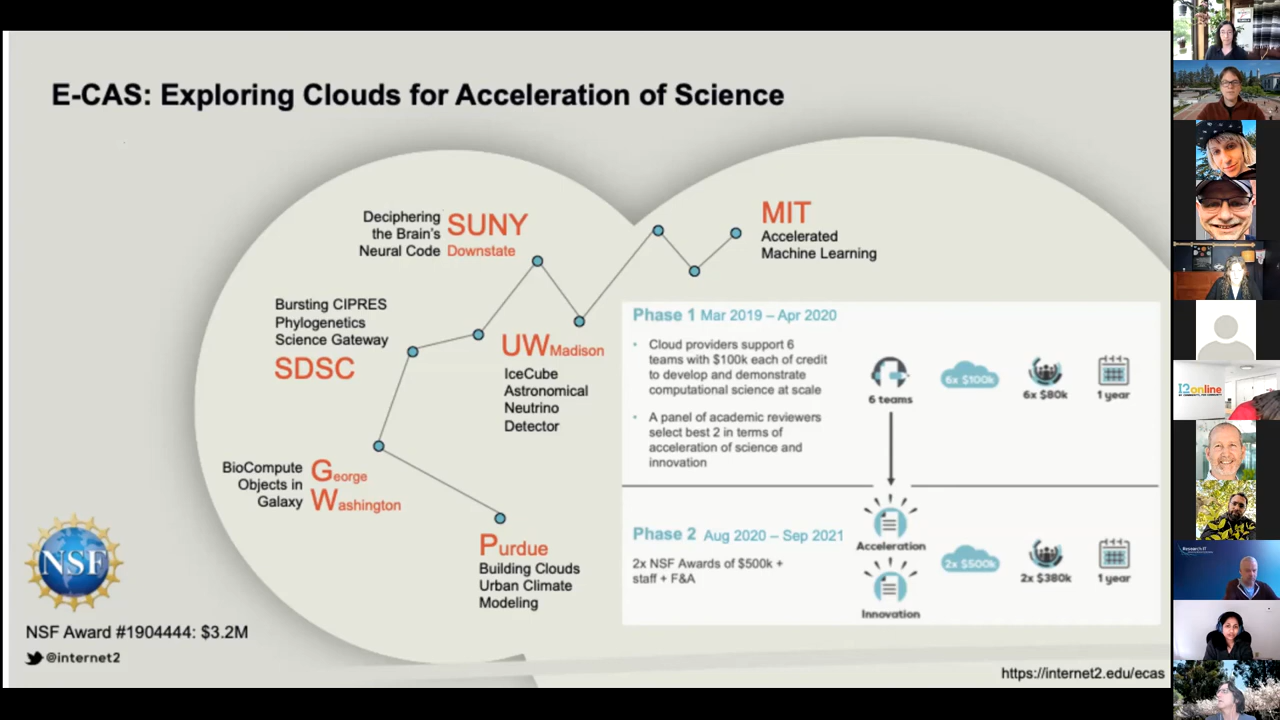 E-CAS: Exploring Clouds for Acceleration of Science
Deciphering
the Brain's
Neural Code
SUNY
Downstate
MIT
Accelerated
Machine Learning
Bursting CIPRES
Phylogenetics
Science Gateway
SDSC
UWMadison
IceCube
Astronomical
Neutrino
Detector
BioCompute
Objects in
Galaxy
George
Washington
Purdue
Building Clouds
Urban Climate
Modeling
Phase 1 Mar 2019 – Apr 2020
• Cloud providers support 6
teams with $100k each of credit
to develop and demonstrate
computational science at scale
• A panel of academic reviewers
select best 2 in terms of
acceleration of science and
innovation
6 teams
6x $100k
6x $80k
1 year
Phase 2 Aug 2020 – Sep 2021
2x NSF Awards of $500k +
staff + F&A
Acceleration
Innovation
2x $500k
2x $380k
1 year
NSF
NSF Award #1904444: $3.2M
@internet2
https://internet2.edu/ecas
I2online
Research IT